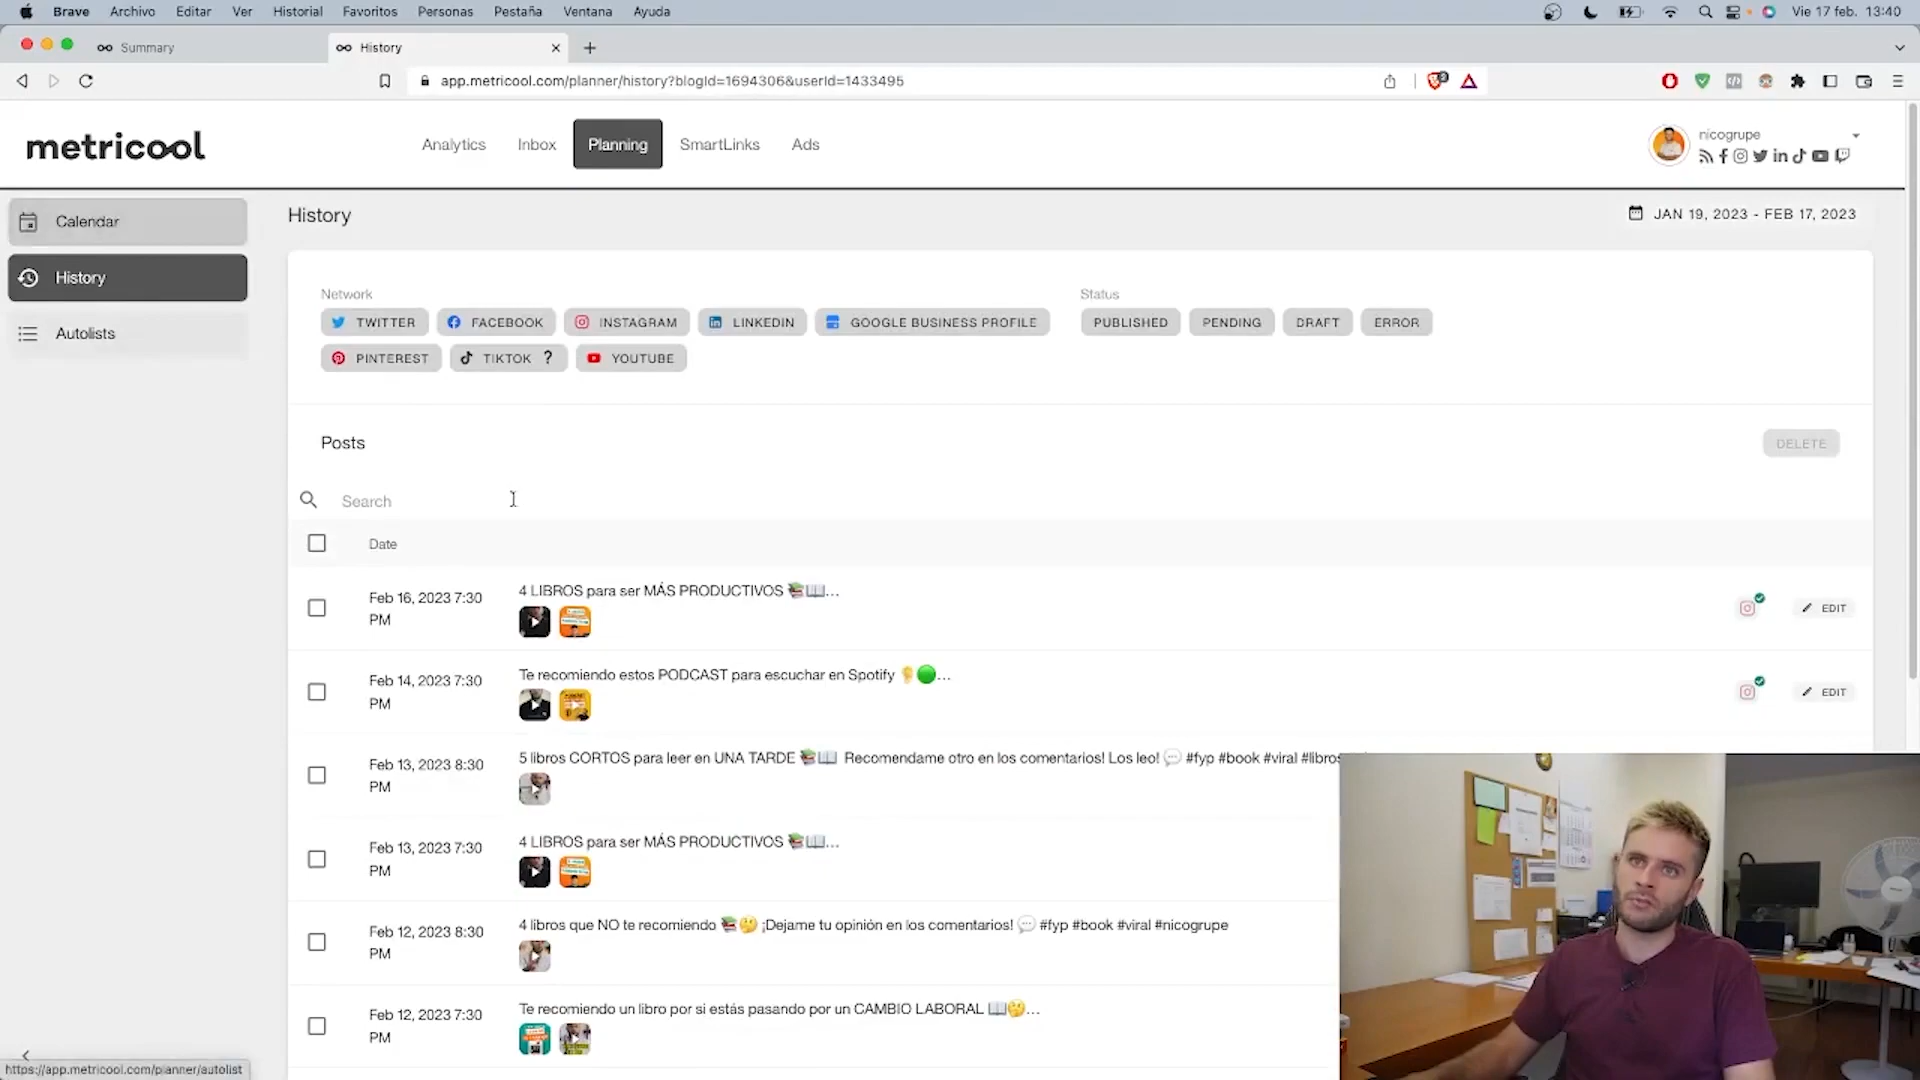 Brave Archivo Editar Ver Historial Favoritos Personas Pestaña Ventana Ayuda Vie 17 feb. 13:40
Summary History
app.metricool.com/planner/history?blogId=1694306&userId=1433495
metricool Analytics Inbox Planning SmartLinks Ads nicogrupe
Calendar
History
Autolists
History JAN 19, 2023 - FEB 17, 2023
Network Status
TWITTER FACEBOOK INSTAGRAM LINKEDIN GOOGLE BUSINESS PROFILE PUBLISHED PENDING DRAFT ERROR
PINTEREST TIKTOK ? YOUTUBE
Posts DELETE
Search
Date
Feb 16, 2023 7:30 PM 4 LIBROS para ser MÁS PRODUCTIVOS 📚📖... EDIT
Feb 14, 2023 7:30 PM Te recomiendo estos PODCAST para escuchar en Spotify 👂🟢... EDIT
Feb 13, 2023 8:30 PM 5 libros CORTOS para leer en UNA TARDE 📚📖 Recomendame otro en los comentarios! Los leo! 💬 #fyp #book #viral #libros
Feb 13, 2023 7:30 PM 4 LIBROS para ser MÁS PRODUCTIVOS 📚📖...
Feb 12, 2023 8:30 PM 4 libros que NO te recomiendo 📚🤔 ¡Dejame tu opinión en los comentarios! 💬 #fyp #book #viral #nicogrupe
Feb 12, 2023 7:30 PM Te recomiendo un libro por si estás pasando por un CAMBIO LABORAL 📖🤔...
https://app.metricool.com/planner/autolist